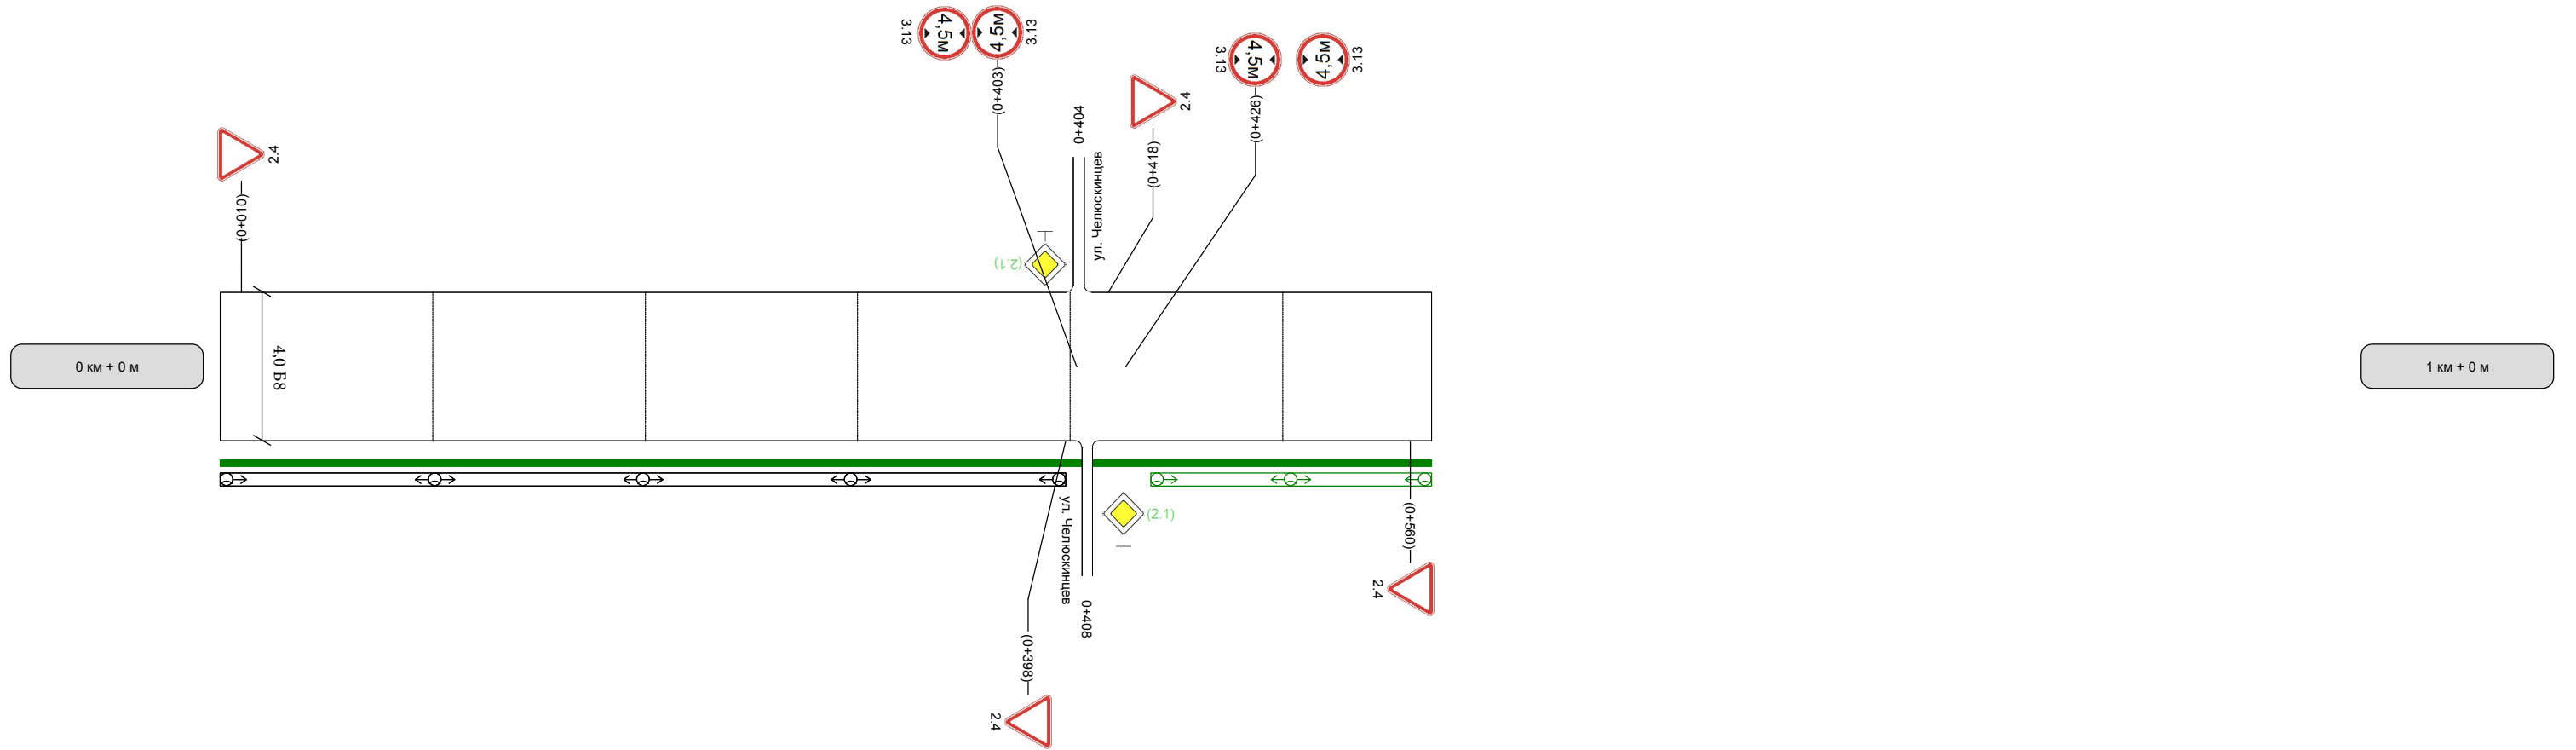 3.13
4,5м
4,5м
3.13
(0+403)
3.13
4,5м
4,5м
3.13
(0+426)
2.4
(0+418)
0+404
ул. Челюскинцев
2.4
(0+010)
(2.1)
0 км + 0 м
4,0 Б8
1 км + 0 м
(2.1)
ул. Челюскинцев
0+408
(0+398)
2.4
(0+560)
2.4